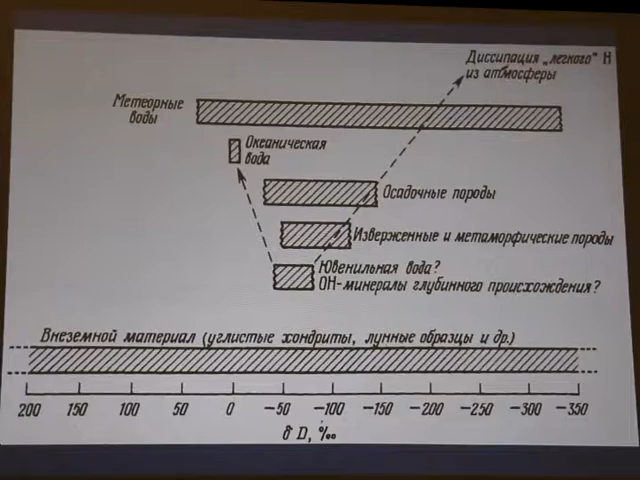 Диссипация „легкого" Н
из атмосферы
Метеорные
воды
Океаническая
вода
Осадочные породы
Изверженные и метаморфические породы
Ювенильная вода?
ОН-минералы глубинного происхождения?
Внеземной материал (углистые хондриты, лунные образцы и др.)
200 150 100 50 0 -50 -100 -150 -200 -250 -300 -350
δ D, ‰